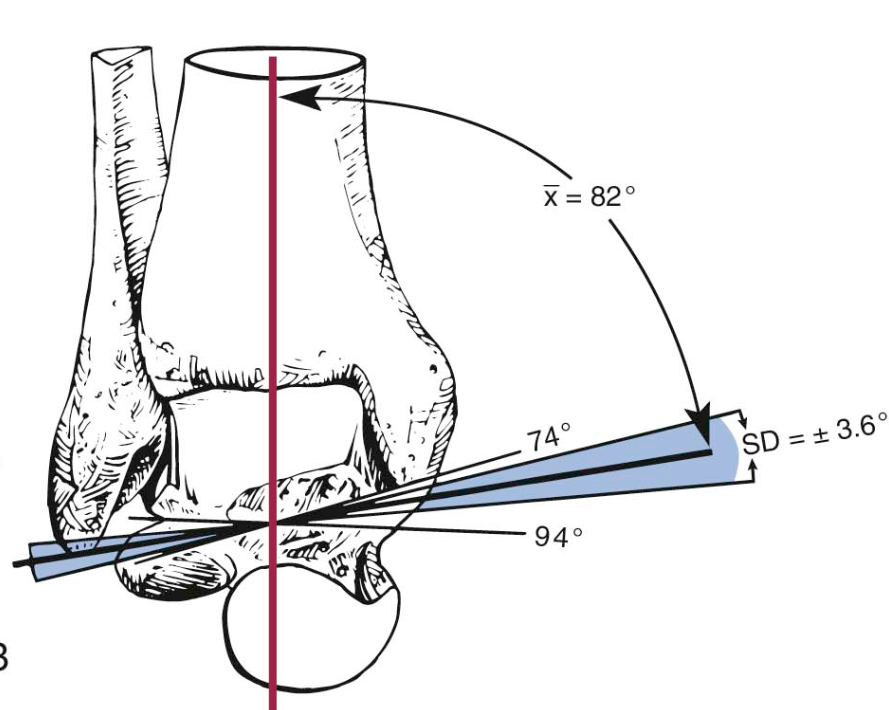 x̅ = 82°
74°
SD = ± 3.6°
94°
B